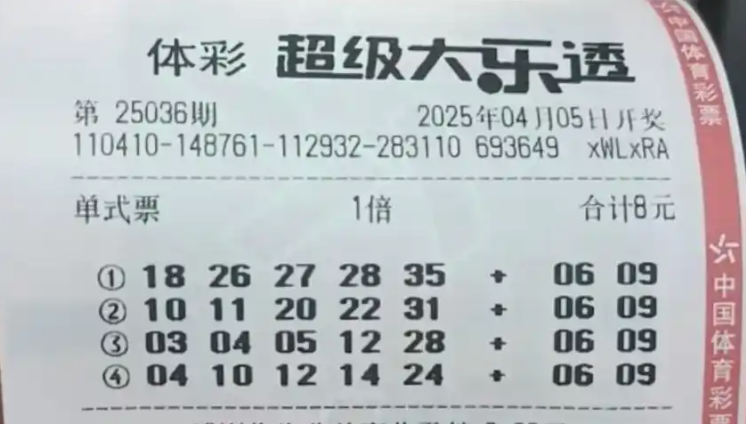 体彩 超级大乐透
第 25036期 2025年04月05日开奖
110410-148761-112932-283110 693649 xWLxRA
单式票 1倍 合计8元
① 18 26 27 28 35 + 06 09
② 10 11 20 22 31 + 06 09
③ 03 04 05 12 28 + 06 09
④ 04 10 12 14 24 + 06 09
中国体育彩票
中国体育彩票